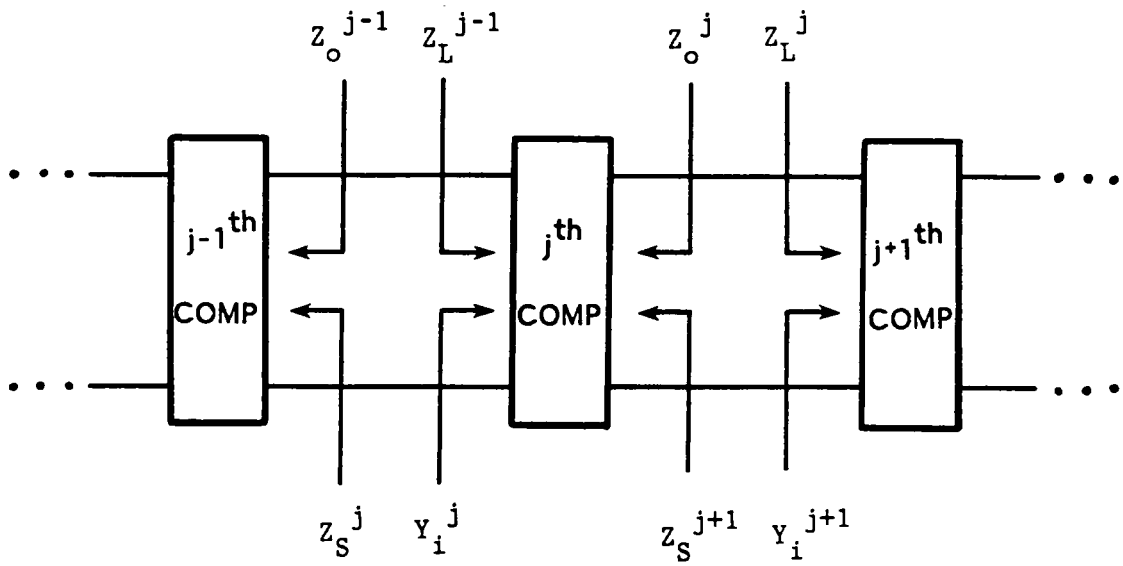 Z_o^{j-1} Z_L^{j-1} Z_o^j Z_L^j
j-1^{th} COMP
j^{th} COMP
j+1^{th} COMP
Z_S^j Y_i^j Z_S^{j+1} Y_i^{j+1}